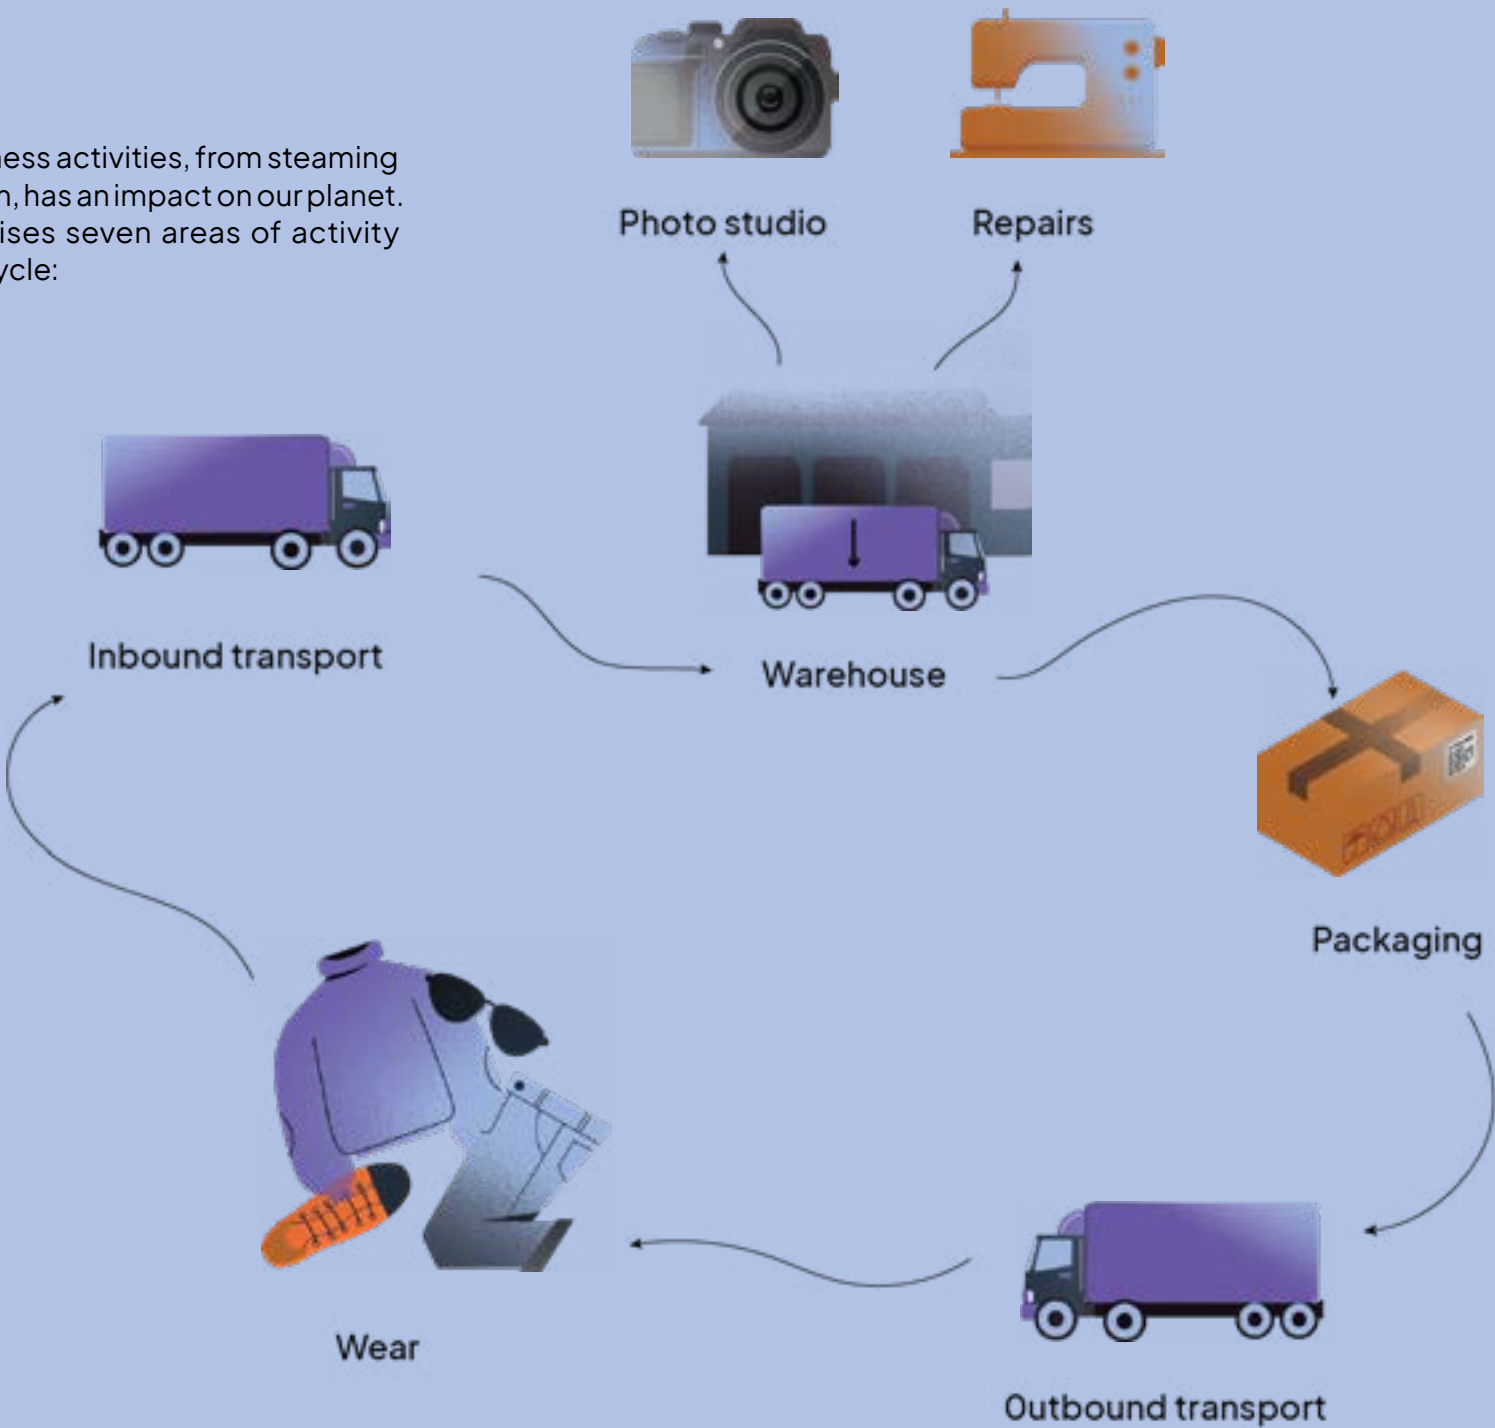 ness activities, from steaming
n, has an impact on our planet.
ises seven areas of activity
ycle:
Photo studio
Repairs
Inbound transport
Warehouse
Packaging
Wear
Outbound transport